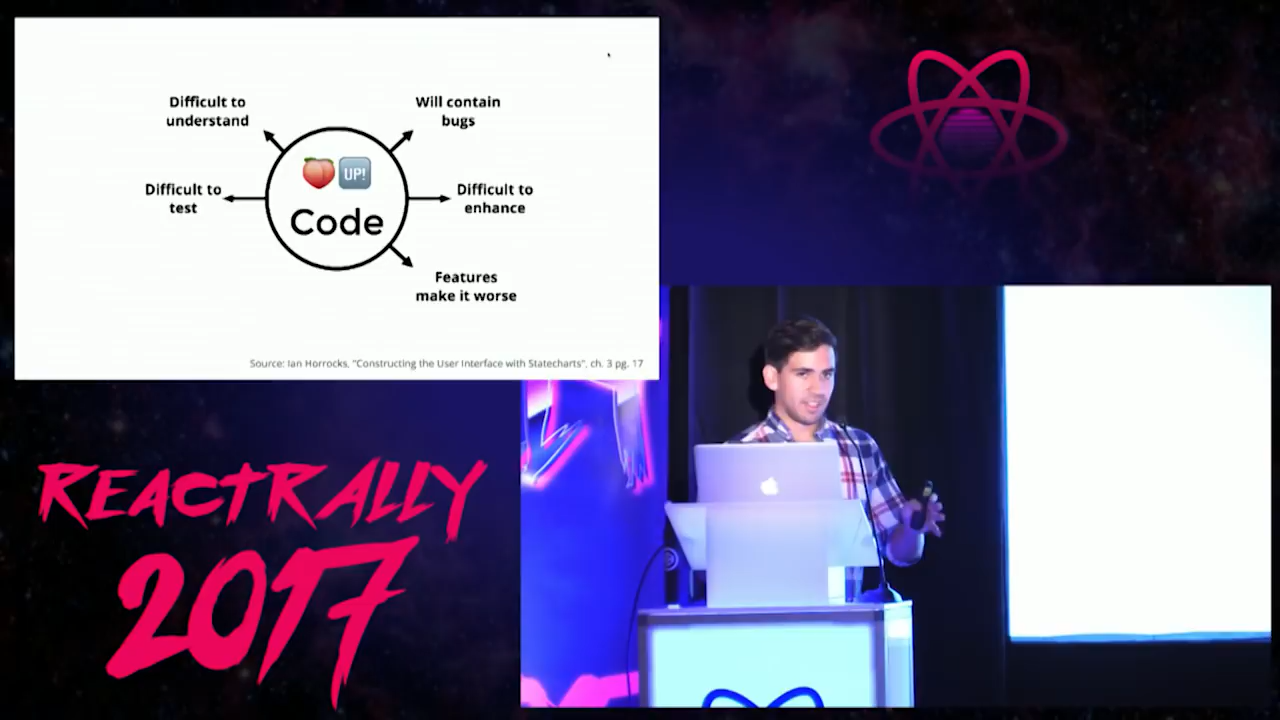 Difficult to
understand
Will contain
bugs
Difficult to
test
UP!
Code
Difficult to
enhance
Features
make it worse
Source: Ian Horrocks, "Constructing the User Interface with Statecharts", ch. 3 pg. 17
REACTRALLY
2017